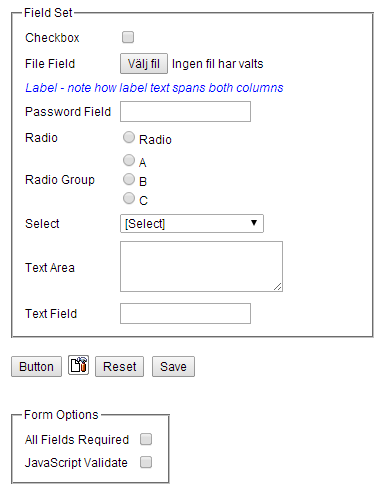 Field Set
Checkbox
File Field Välj fil Ingen fil har valts
Label - note how label text spans both columns
Password Field
Radio Radio
A
Radio Group B
C
Select [Select]
Text Area
Text Field
Button Reset Save
Form Options
All Fields Required
JavaScript Validate